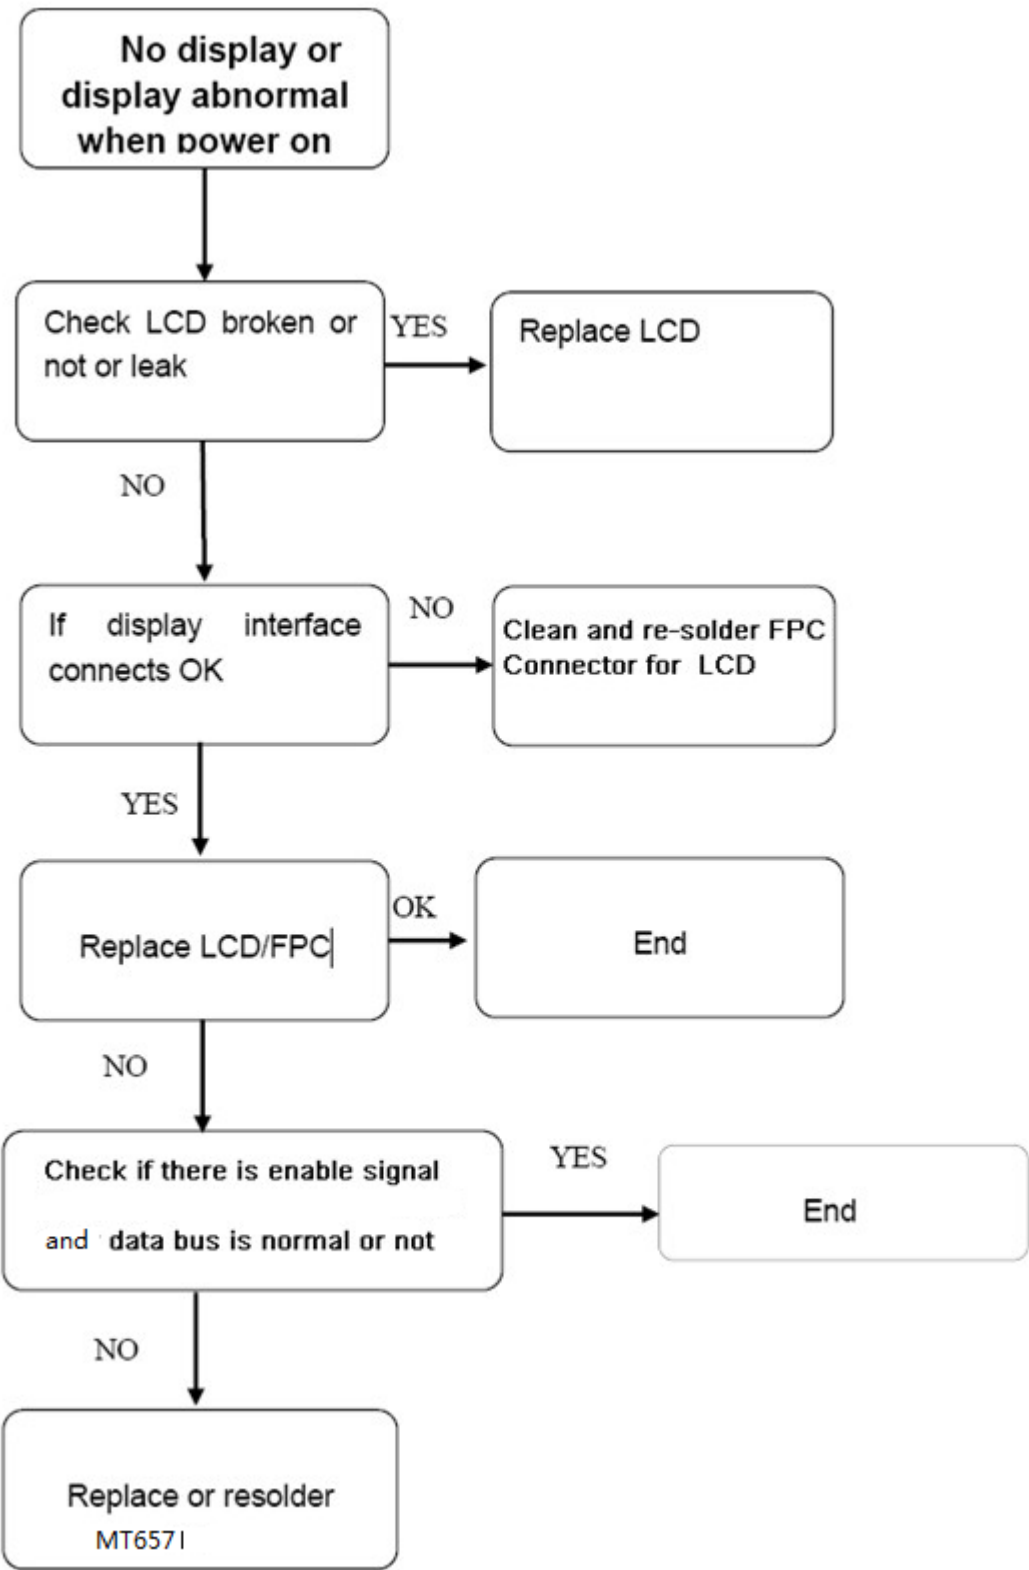 No display or
display abnormal
when power on
Check LCD broken or
not or leak
YES
Replace LCD
NO
If display interface
connects OK
NO
Clean and re-solder FPC
Connector for LCD
YES
Replace LCD/FPC
OK
End
NO
Check if there is enable signal
and data bus is normal or not
YES
End
NO
Replace or resolder
MT6571